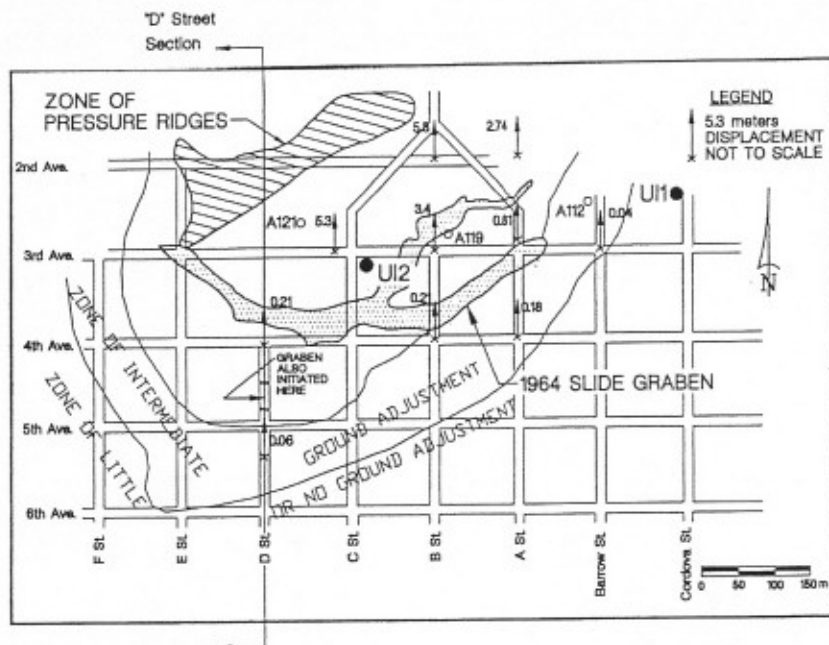 "D" Street
Section
ZONE OF
PRESSURE RIDGES
LEGEND
5.3 meters
DISPLACEMENT
NOT TO SCALE
5.8
2.74
2nd Ave.
A121
5.3
3.4
A119
0.61
A112
0.04
UI1
3rd Ave.
UI2
N
0.21
0.21
0.18
4th Ave.
GRABEN
ALSO
INITIATED
HERE
1964 SLIDE GRABEN
ZONE OF INTERMEDIATE
GROUND ADJUSTMENT
5th Ave.
0.06
ZONE OF LITTLE
OR NO GROUND ADJUSTMENT
6th Ave.
F St.
E St.
D St.
C St.
B St.
A St.
Barrow St.
Cordova St.
0 50 100 150 m